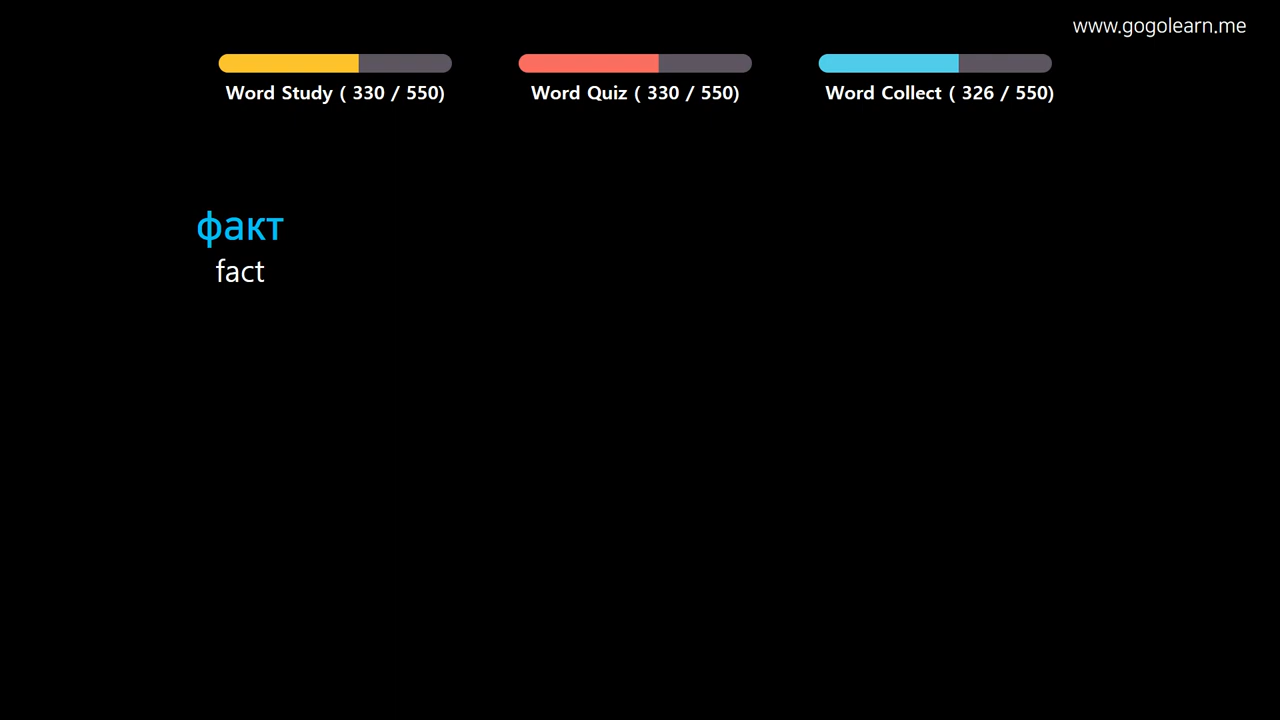 www.gogolearn.me
Word Study ( 330 / 550)
Word Quiz ( 330 / 550)
Word Collect ( 326 / 550)
факт
fact